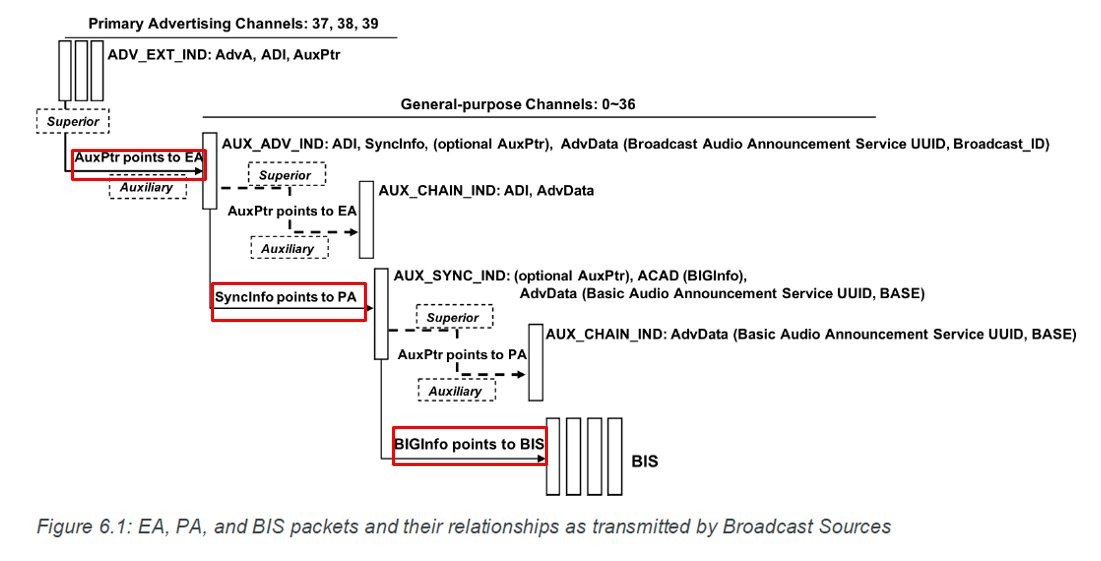 Primary Advertising Channels: 37, 38, 39
ADV_EXT_IND: AdvA, ADI, AuxPtr
Superior
General-purpose Channels: 0~36
AUX_ADV_IND: ADI, SyncInfo, (optional AuxPtr), AdvData (Broadcast Audio Announcement Service UUID, Broadcast_ID)
AuxPtr points to EA
Auxiliary
Superior
AUX_CHAIN_IND: ADI, AdvData
AuxPtr points to EA
Auxiliary
AUX_SYNC_IND: (optional AuxPtr), ACAD (BIGInfo),
AdvData (Basic Audio Announcement Service UUID, BASE)
SyncInfo points to PA
Superior
AUX_CHAIN_IND: AdvData (Basic Audio Announcement Service UUID, BASE)
AuxPtr points to PA
Auxiliary
BIGInfo points to BIS
BIS
Figure 6.1: EA, PA, and BIS packets and their relationships as transmitted by Broadcast Sources